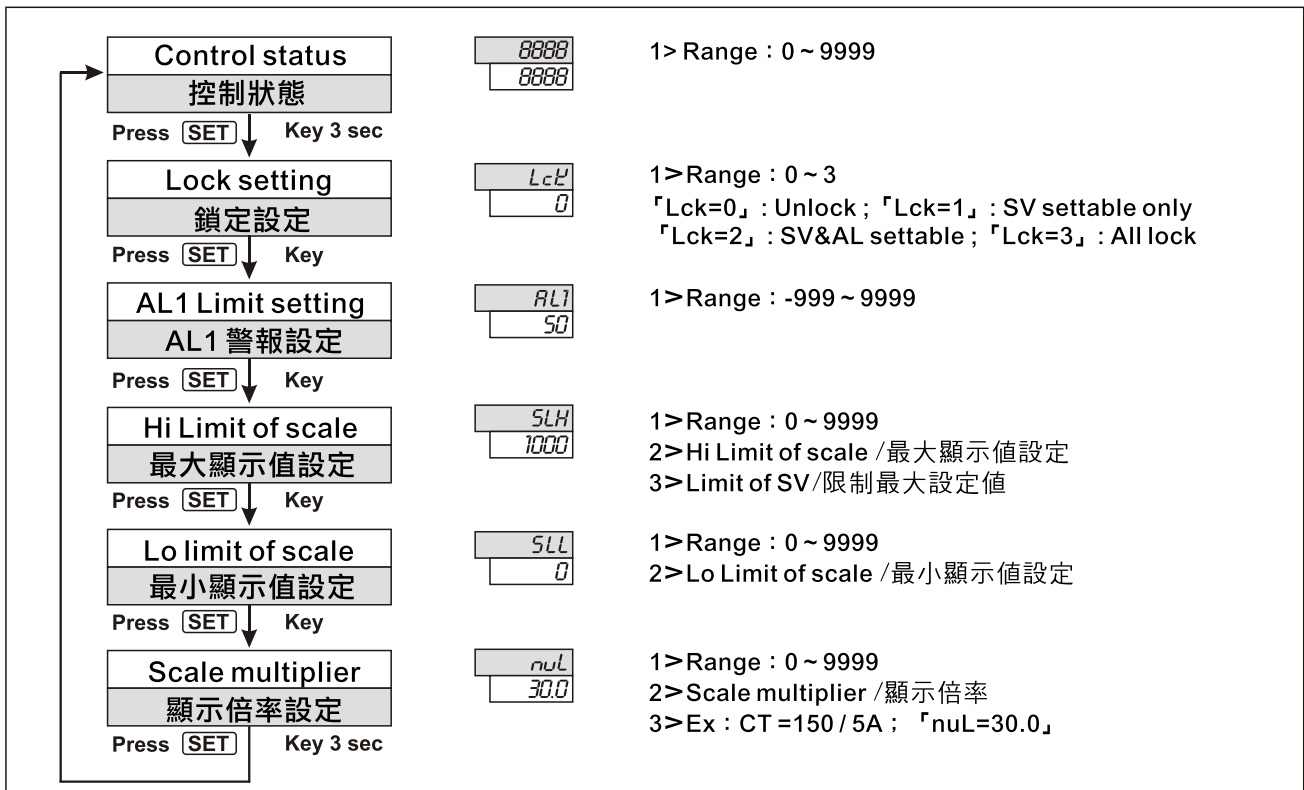 Control status
控制狀態
8888
8888
1> Range：0 ~ 9999
Press SET Key 3 sec
Lock setting
鎖定設定
Lck
0
1>Range：0 ~ 3
「Lck=0」: Unlock ;「Lck=1」: SV settable only
「Lck=2」: SV&AL settable ;「Lck=3」: All lock
Press SET Key
AL1 Limit setting
AL1 警報設定
AL1
50
1>Range：-999 ~ 9999
Press SET Key
Hi Limit of scale
最大顯示值設定
SLH
1000
1>Range：0 ~ 9999
2>Hi Limit of scale /最大顯示值設定
3>Limit of SV/限制最大設定值
Press SET Key
Lo limit of scale
最小顯示值設定
SLL
0
1>Range：0 ~ 9999
2>Lo Limit of scale /最小顯示值設定
Press SET Key
Scale multiplier
顯示倍率設定
nuL
30.0
1>Range：0 ~ 9999
2>Scale multiplier /顯示倍率
3>Ex：CT =150 / 5A；「nuL=30.0」
Press SET Key 3 sec